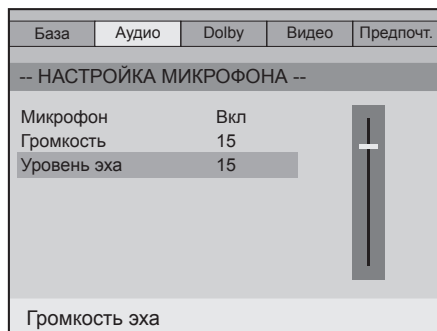 База Аудио Dolby Видео Предпочт.
-- НАСТРОЙКА МИКРОФОНА --
Микрофон Вкл
Громкость 15
Уровень эха 15
Громкость эха